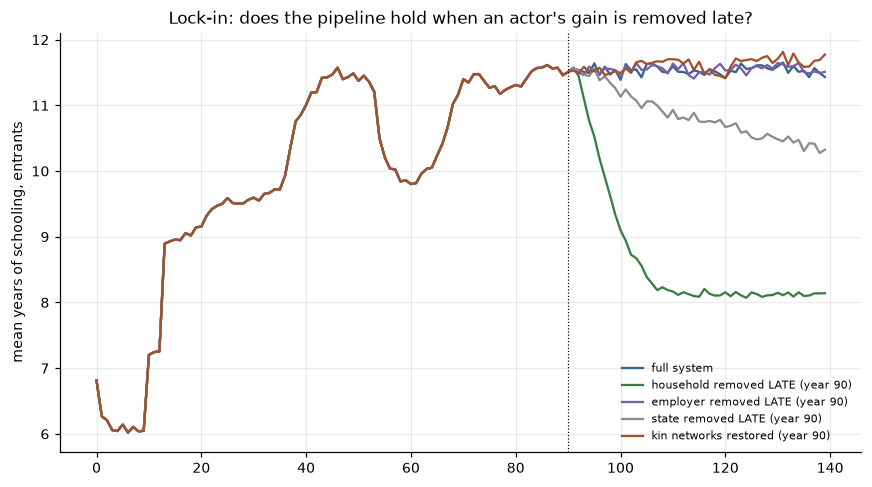 Lock-in: does the pipeline hold when an actor's gain is removed late?
mean years of schooling, entrants
12
11
10
9
8
7
6
0 20 40 60 80 100 120 140
full system
household removed LATE (year 90)
employer removed LATE (year 90)
state removed LATE (year 90)
kin networks restored (year 90)